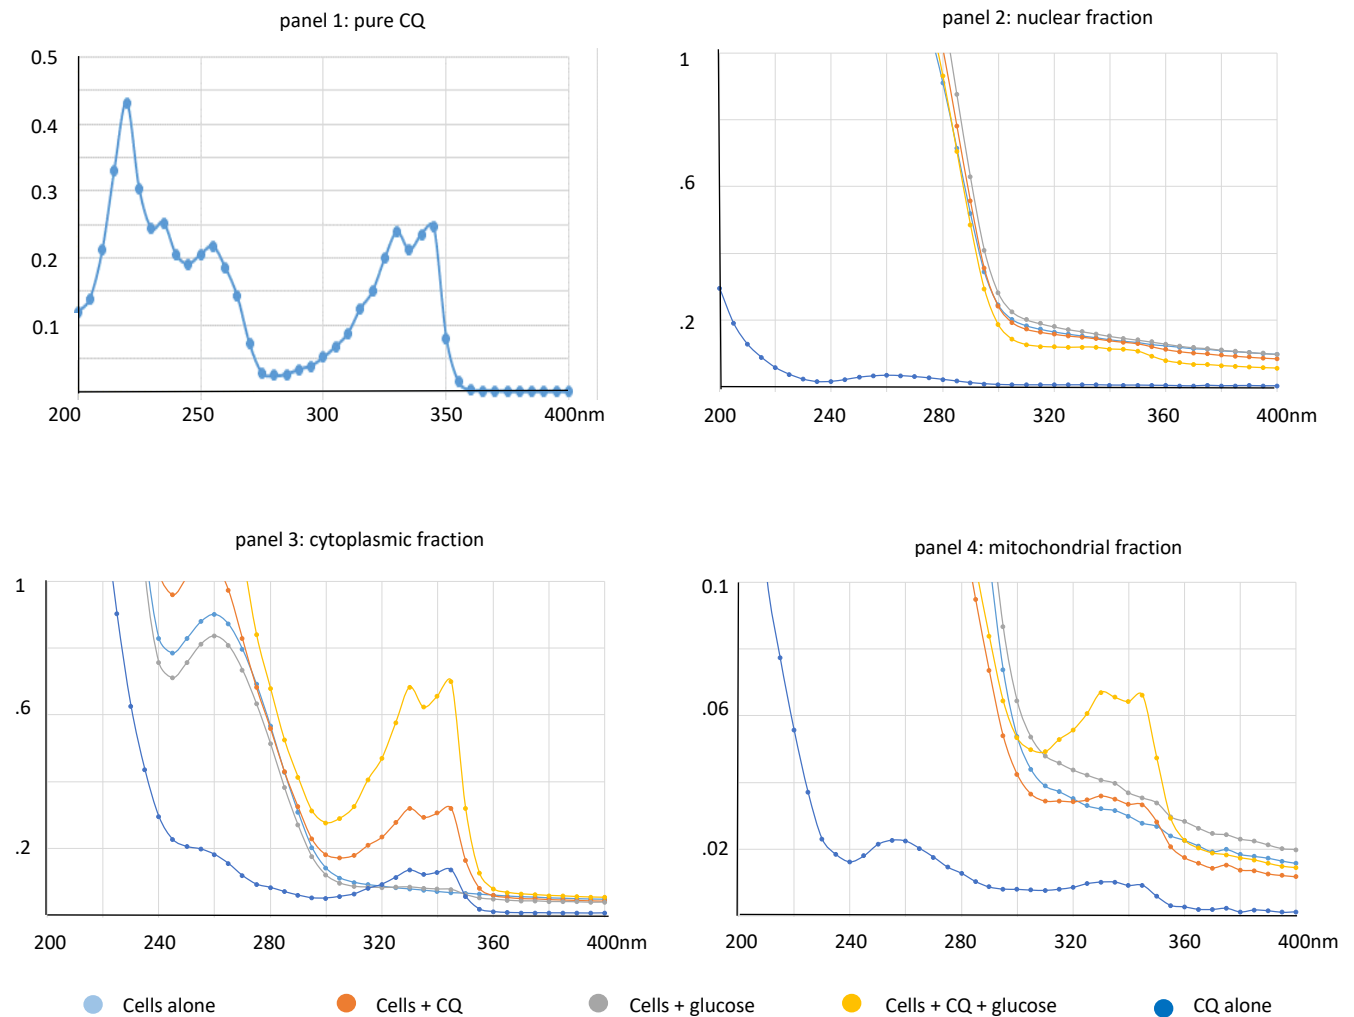 panel 1: pure CQ
0.5
0.4
0.3
0.2
0.1
200 250 300 350 400nm
panel 2: nuclear fraction
1
.6
.2
200 240 280 320 360 400nm
panel 3: cytoplasmic fraction
1
.6
.2
200 240 280 320 360 400nm
panel 4: mitochondrial fraction
0.1
.06
.02
200 240 280 320 360 400nm
Cells alone Cells + CQ Cells + glucose Cells + CQ + glucose CQ alone